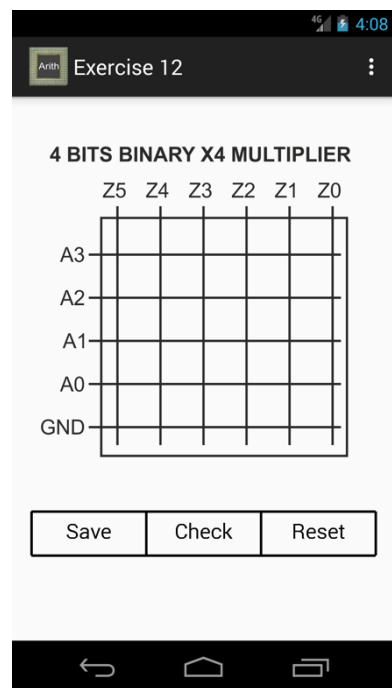 4G 4:08
Arith Exercise 12
4 BITS BINARY X4 MULTIPLIER
Z5 Z4 Z3 Z2 Z1 Z0
A3
A2
A1
A0
GND
Save Check Reset